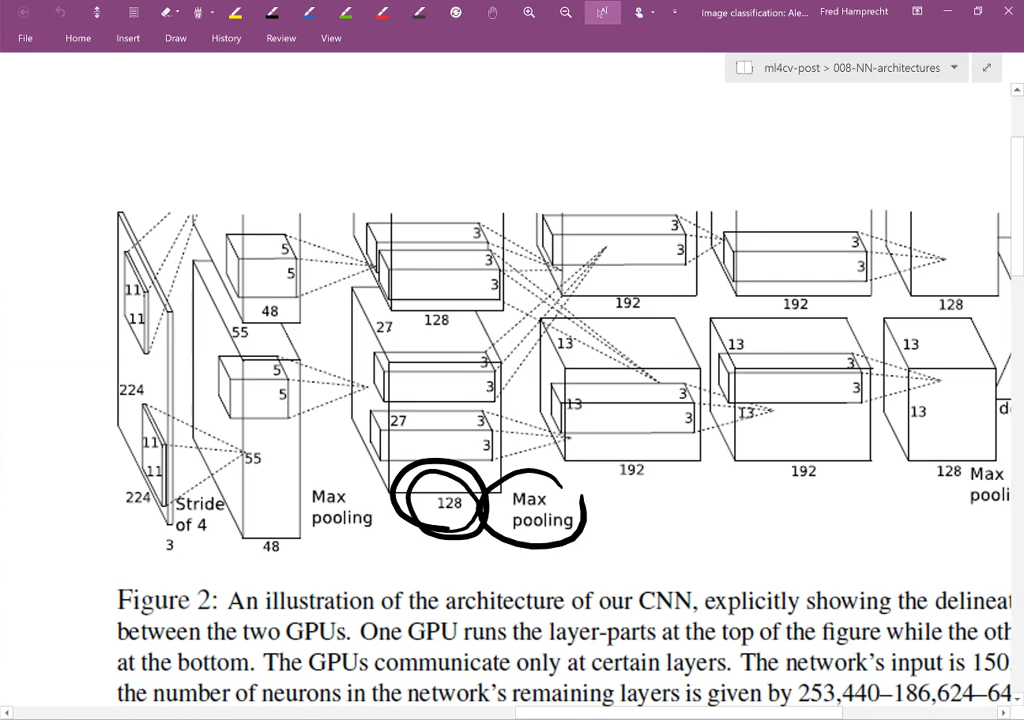 Image classification: Ale...
Fred Hamprecht
File
Home
Insert
Draw
History
Review
View
ml4cv-post > 008-NN-architectures
5
5
48
3
3
3
128
3
3
192
3
3
192
128
11
11
55
224
27
13
13
13
5
5
3
3
3
3
13
3
3
13
13
27
3
3
192
192
128
11
11
224
55
Stride
of 4
3
48
Max
pooling
128
Max
pooling
Max
pooli
d
Figure 2: An illustration of the architecture of our CNN, explicitly showing the delineat
between the two GPUs. One GPU runs the layer-parts at the top of the figure while the oth
at the bottom. The GPUs communicate only at certain layers. The network's input is 150
the number of neurons in the network's remaining layers is given by 253,440–186,624–64